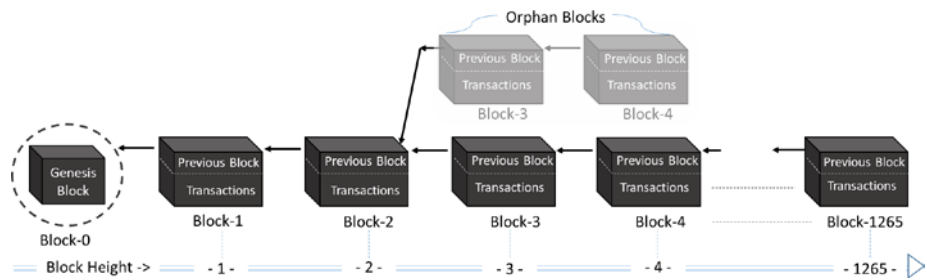 Orphan Blocks
Previous Block
Transactions
Block-3
Previous Block
Transactions
Block-4
Genesis
Block
Block-0
Previous Block
Transactions
Block-1
Previous Block
Transactions
Block-2
Previous Block
Transactions
Block-3
Previous Block
Transactions
Block-4
Previous Block
Transactions
Block-1265
Block Height -> - 1 - - 2 - - 3 - - 4 - - 1265 -